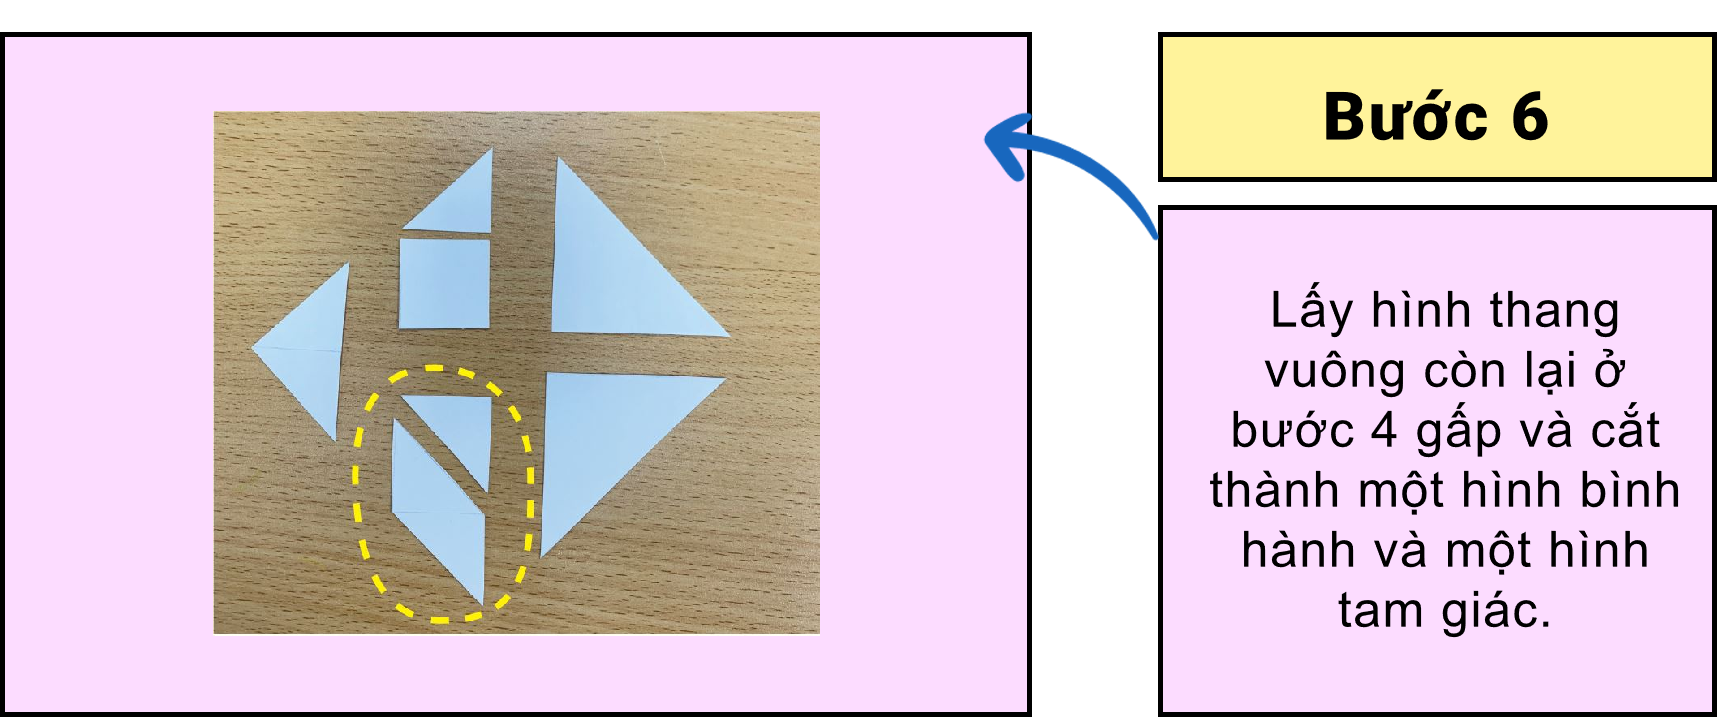 Bước 6
Lấy hình thang
vuông còn lại ở
bước 4 gấp và cắt
thành một hình bình
hành và một hình
tam giác.